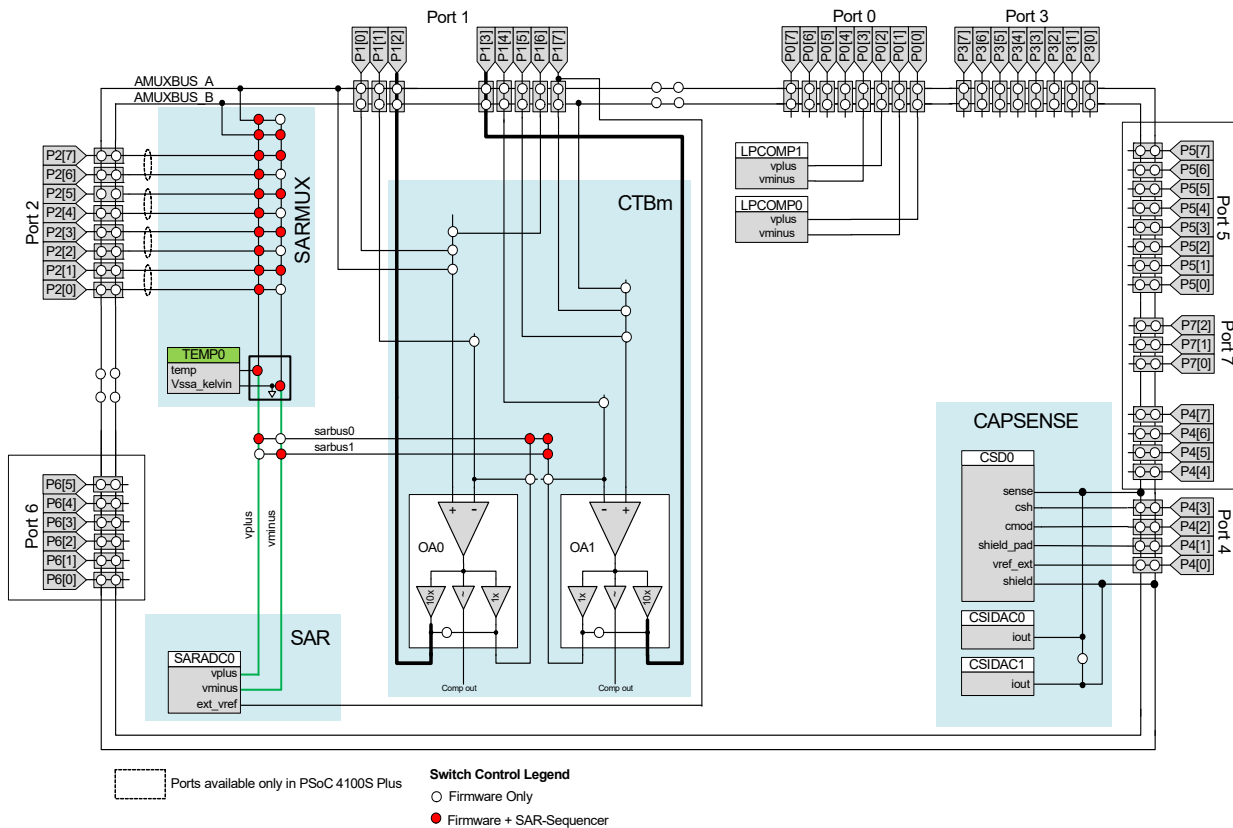 Port 1
Port 0
Port 3
P1[0]
P1[1]
P1[2]
P1[3]
P1[4]
P1[5]
P1[6]
P1[7]
P0[7]
P0[6]
P0[5]
P0[4]
P0[3]
P0[2]
P0[1]
P0[0]
P3[7]
P3[6]
P3[5]
P3[4]
P3[3]
P3[2]
P3[1]
P3[0]
AMUXBUS_A
AMUXBUS_B
Port 2
P2[7]
P2[6]
P2[5]
P2[4]
P2[3]
P2[2]
P2[1]
P2[0]
SARMUX
TEMP0
temp
Vssa_kelvin
sarbus0
sarbus1
vplus
vminus
Port 6
P6[5]
P6[4]
P6[3]
P6[2]
P6[1]
P6[0]
SAR
SARADC0
vplus
vminus
ext_vref
CTBm
+
-
OA0
10x
~
1x
Comp out
-
+
OA1
1x
~
10x
Comp out
LPCOMP1
vplus
vminus
LPCOMP0
vplus
vminus
P5[7]
P5[6]
P5[5]
P5[4]
P5[3]
P5[2]
P5[1]
P5[0]
Port 5
P7[2]
P7[1]
P7[0]
Port 7
P4[7]
P4[6]
P4[5]
P4[4]
P4[3]
P4[2]
P4[1]
P4[0]
Port 4
CAPSENSE
CSD0
sense
csh
cmod
shield_pad
vref_ext
shield
CSIDAC0
iout
CSIDAC1
iout
Ports available only in PSoC 4100S Plus
Switch Control Legend
Firmware Only
Firmware + SAR-Sequencer